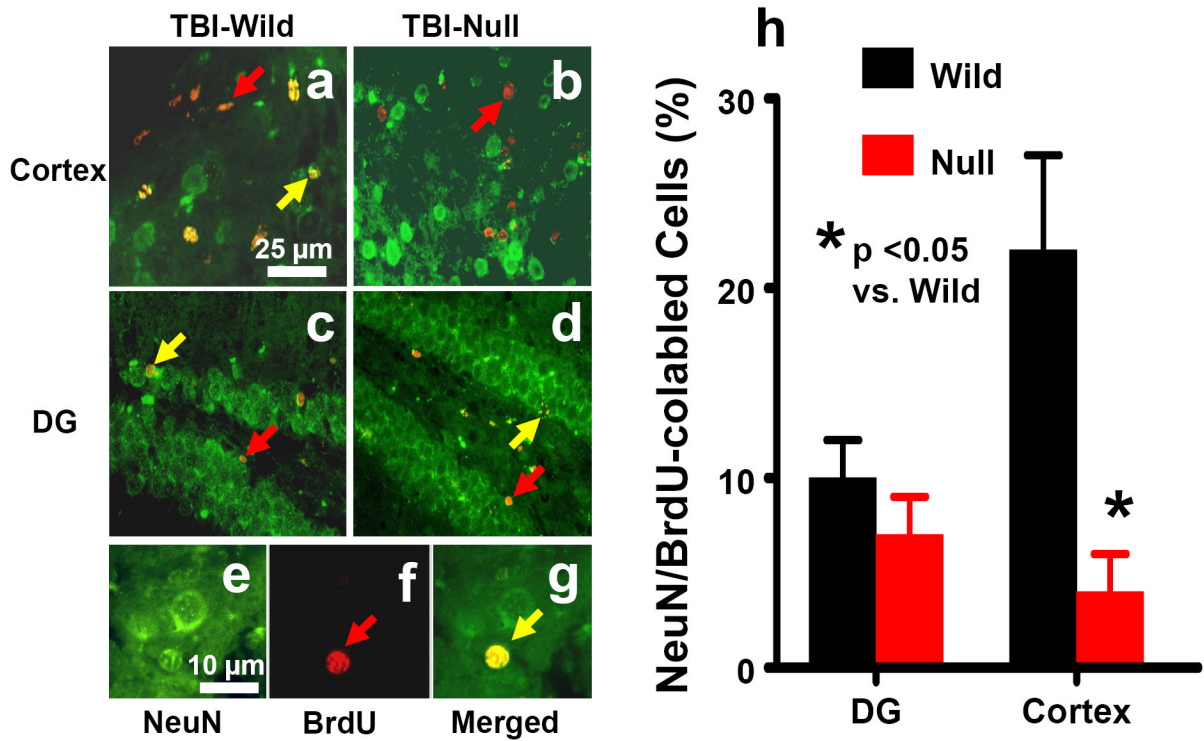 TBI-Wild TBI-Null
a b
Cortex
25 µm
c d
DG
e f g
10 µm
NeuN BrdU Merged
h
NeuN/BrdU-colabled Cells (%)
Wild
Null
* p <0.05
vs. Wild
*
30
20
10
0
DG Cortex